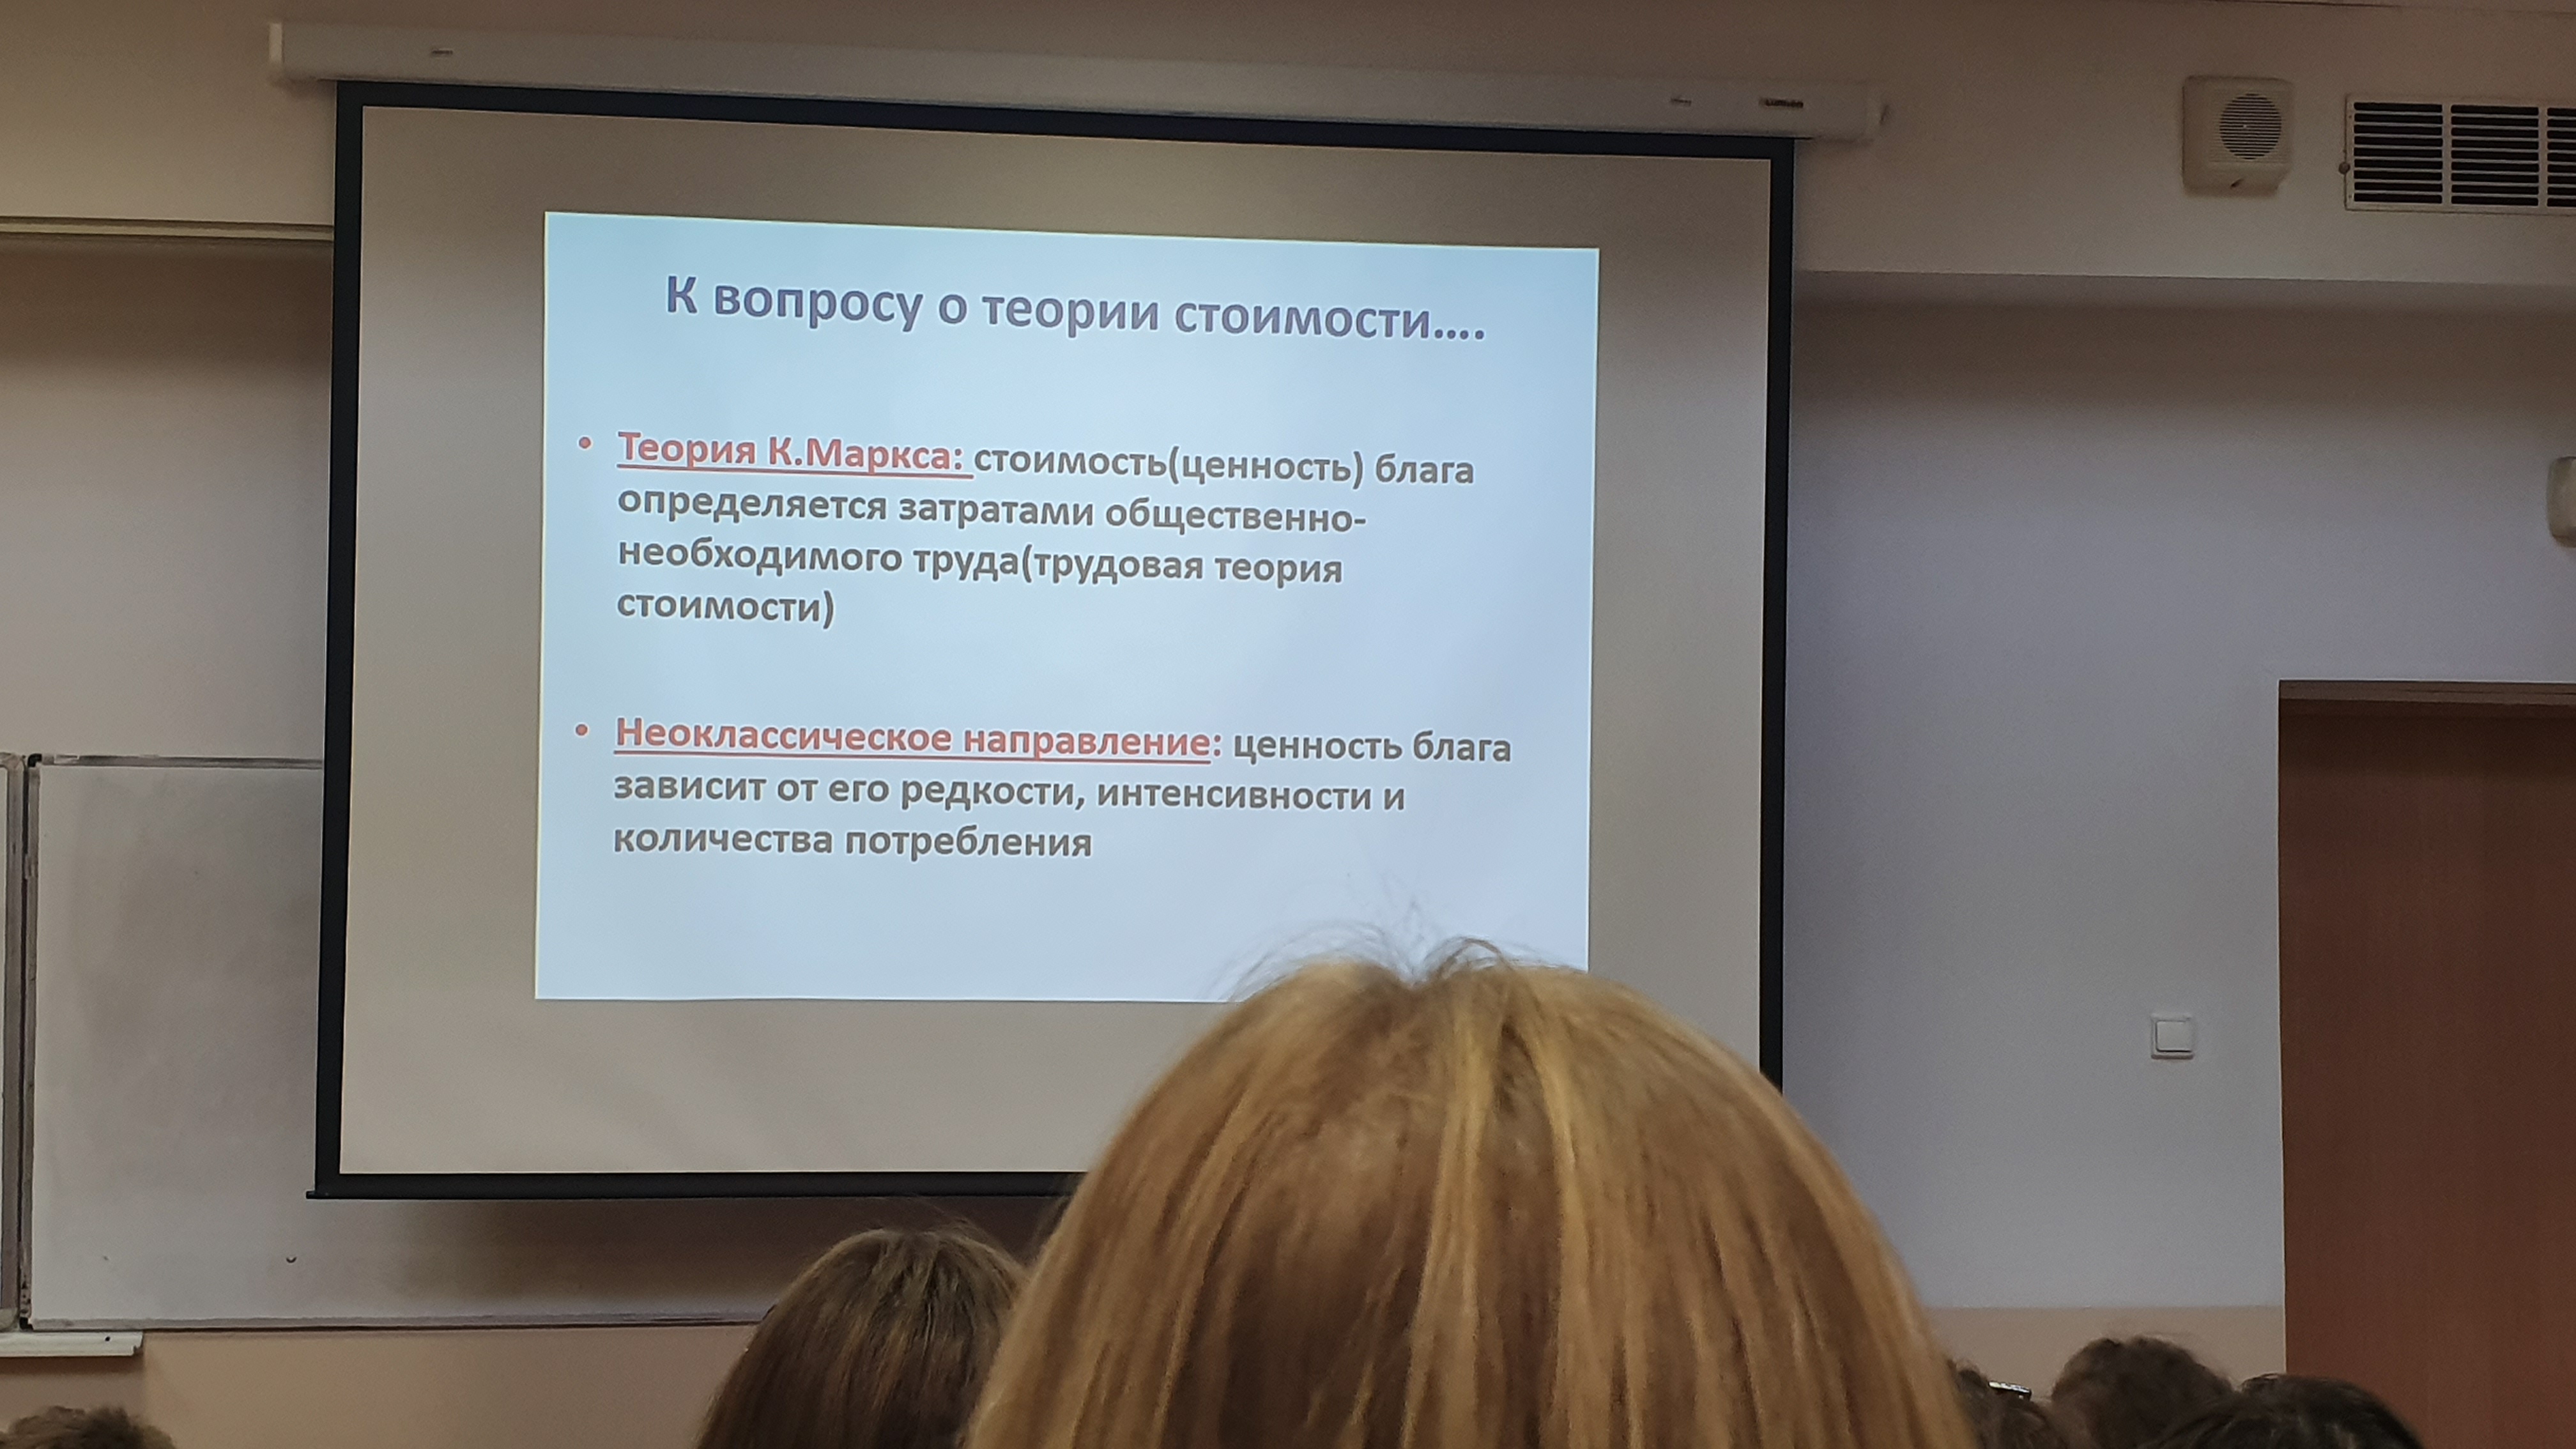 К вопросу о теории стоимости....
• Теория К.Маркса: стоимость(ценность) блага
определяется затратами общественно-
необходимого труда(трудовая теория
стоимости)
• Неоклассическое направление: ценность блага
зависит от его редкости, интенсивности и
количества потребления